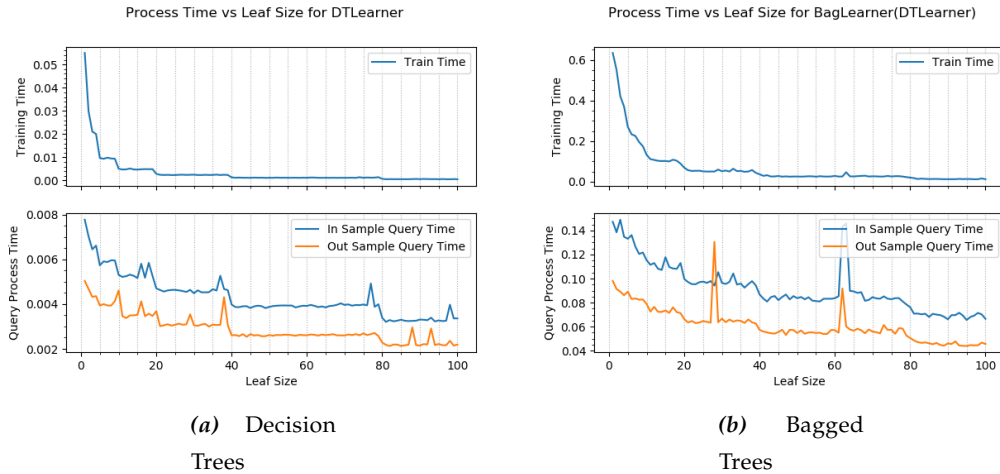 Process Time vs Leaf Size for DTLearner
0.05
0.04
0.03
0.02
0.01
0.00
Training Time
Train Time
0.008
0.006
0.004
0.002
Query Process Time
In Sample Query Time
Out Sample Query Time
0 20 40 60 80 100
Leaf Size
(a) Decision
Trees
Process Time vs Leaf Size for BagLearner(DTLearner)
0.6
0.4
0.2
0.0
Training Time
Train Time
0.14
0.12
0.10
0.08
0.06
0.04
Query Process Time
In Sample Query Time
Out Sample Query Time
0 20 40 60 80 100
Leaf Size
(b) Bagged
Trees